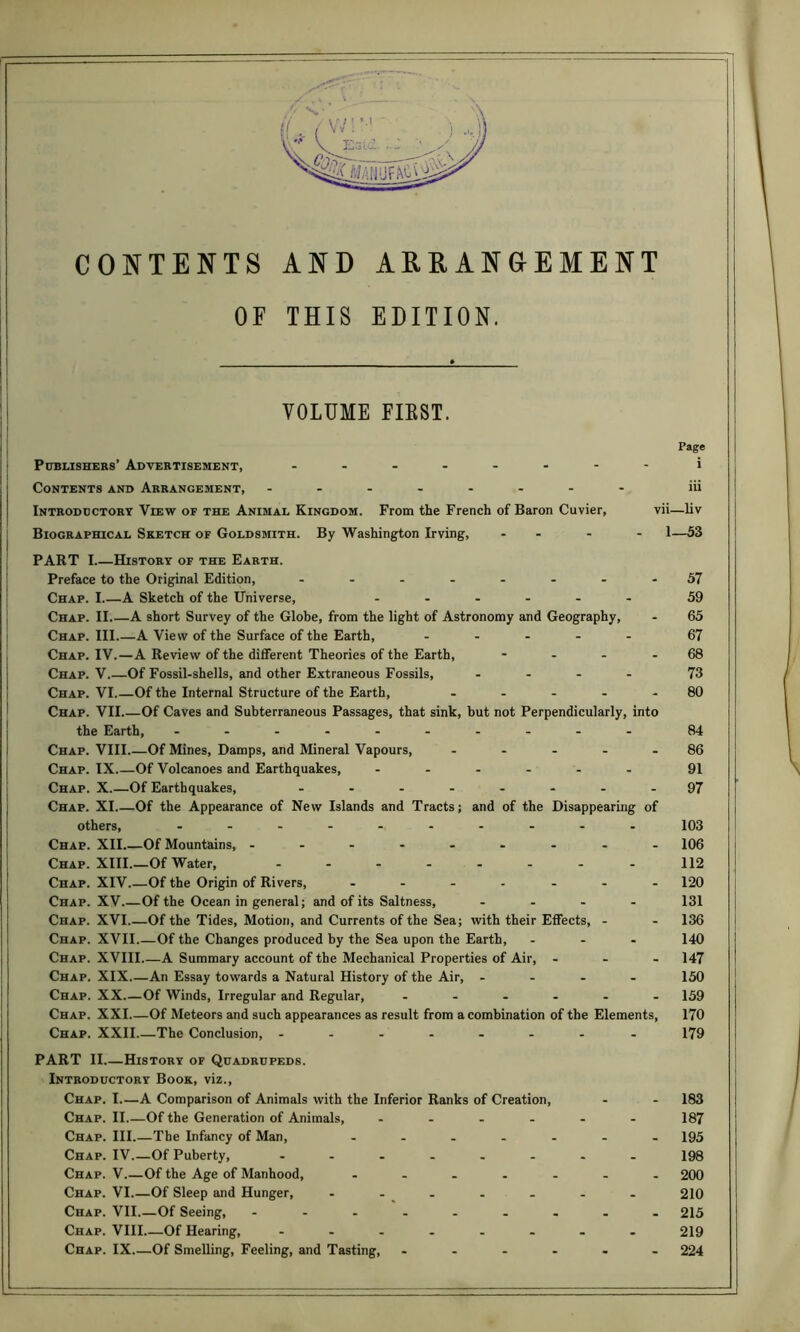 Estd.
MANUFAC
CONTENTS AND ARRANGEMENT
OF THIS EDITION.
VOLUME FIRST.
Page
Publishers' Advertisement, - - - - - - - - i
Contents and Arrangement, - - - - - - - - iii
Introductory View of the Animal Kingdom. From the French of Baron Cuvier, vii—liv
Biographical Sketch of Goldsmith. By Washington Irving, - - - - 1—53
PART I.—History of the Earth.
Preface to the Original Edition, - - - - - - - - 57
Chap. I.—A Sketch of the Universe, - - - - - - 59
Chap. II.—A short Survey of the Globe, from the light of Astronomy and Geography, - 65
Chap. III.—A View of the Surface of the Earth, - - - - - 67
Chap. IV.—A Review of the different Theories of the Earth, - - - - 68
Chap. V.—Of Fossil-shells, and other Extraneous Fossils, - - - - 73
Chap. VI.—Of the Internal Structure of the Earth, - - - - - 80
Chap. VII.—Of Caves and Subterraneous Passages, that sink, but not Perpendicularly, into
the Earth, - - - - - - - - - - 84
Chap. VIII.—Of Mines, Damps, and Mineral Vapours, - - - - - 86
Chap. IX.—Of Volcanoes and Earthquakes, - - - - - - 91
Chap. X.—Of Earthquakes, - - - - - - - - 97
Chap. XI.—Of the Appearance of New Islands and Tracts; and of the Disappearing of
others, - - - - - - - - - - 103
Chap. XII.—Of Mountains, - - - - - - - - - 106
Chap. XIII.—Of Water, - - - - - - - - 112
Chap. XIV.—Of the Origin of Rivers, - - - - - - - 120
Chap. XV.—Of the Ocean in general; and of its Saltness, - - - - 131
Chap. XVI.—Of the Tides, Motion, and Currents of the Sea; with their Effects, - - 136
Chap. XVII.—Of the Changes produced by the Sea upon the Earth, - - - 140
Chap. XVIII.—A Summary account of the Mechanical Properties of Air, - - - 147
Chap. XIX.—An Essay towards a Natural History of the Air, - - - - 150
Chap. XX.—Of Winds, Irregular and Regular, - - - - - - 159
Chap. XXI.—Of Meteors and such appearances as result from a combination of the Elements, 170
Chap. XXII.—The Conclusion, - - - - - - - - 179
PART II.—History of Quadrupeds.
Introductory Book, viz.,
Chap. I.—A Comparison of Animals with the Inferior Ranks of Creation, - - 183
Chap. II.—Of the Generation of Animals, - - - - - - 187
Chap. III.—The Infancy of Man, - - - - - - - 195
Chap. IV.—Of Puberty, - - - - - - - - 198
Chap. V.—Of the Age of Manhood, - - - - - - - 200
Chap. VI.—Of Sleep and Hunger, - - - - - - - 210
Chap. VII.—Of Seeing, - - - - - - - - - 215
Chap. VIII.—Of Hearing, - - - - - - - - 219
Chap. IX.—Of Smelling, Feeling, and Tasting, - - - - - - 224